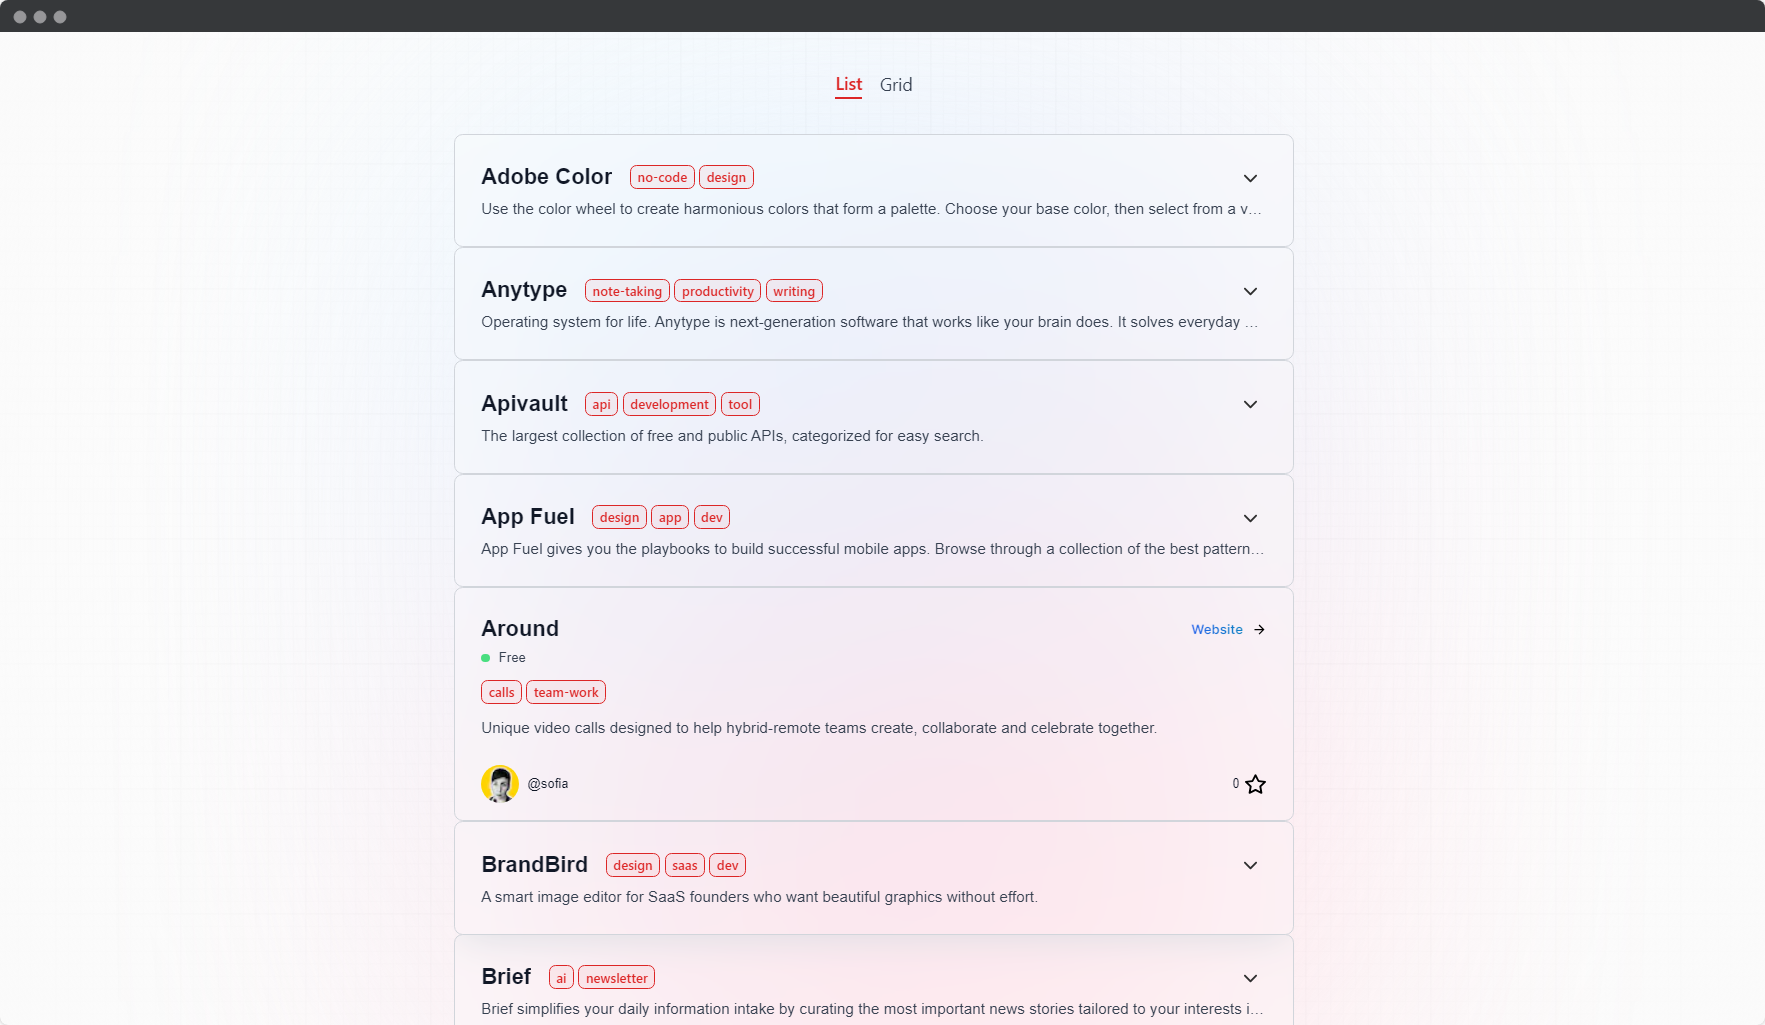 List Grid
Adobe Color no-code design
Use the color wheel to create harmonious colors that form a palette. Choose your base color, then select from a v...
Anytype note-taking productivity writing
Operating system for life. Anytype is next-generation software that works like your brain does. It solves everyday ...
Apivault api development tool
The largest collection of free and public APIs, categorized for easy search.
App Fuel design app dev
App Fuel gives you the playbooks to build successful mobile apps. Browse through a collection of the best pattern...
Around Website →
Free
calls team-work
Unique video calls designed to help hybrid-remote teams create, collaborate and celebrate together.
@sofia 0
BrandBird design saas dev
A smart image editor for SaaS founders who want beautiful graphics without effort.
Brief ai newsletter
Brief simplifies your daily information intake by curating the most important news stories tailored to your interests i...